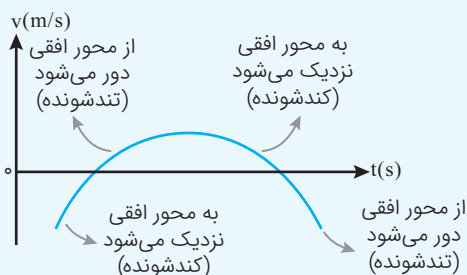 v(m/s)
از محور افقی
دور می‌شود
(تندشونده)
به محور افقی
نزدیک می‌شود
(کندشونده)
۰
t(s)
به محور افقی
نزدیک می‌شود
(کندشونده)
از محور افقی
دور می‌شود
(تندشونده)